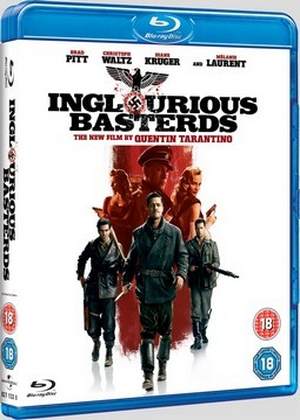 Blu-ray Disc
BRAD PITT
CHRISTOPH WALTZ
DIANE KRUGER
AND MÉLANIE LAURENT
INGLOURIOUS
BASTERDS
THE NEW FILM BY QUENTIN TARANTINO
18
18
Blu-ray Disc
INGLOURIOUS
BASTERDS
18
18